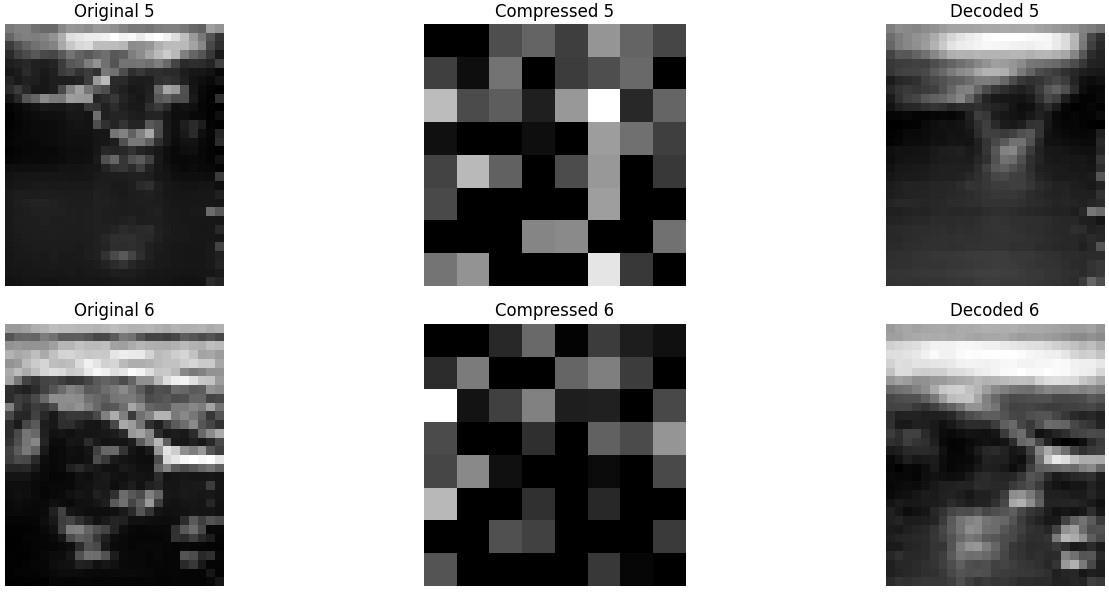 Original 5
Compressed 5
Decoded 5
Original 6
Compressed 6
Decoded 6